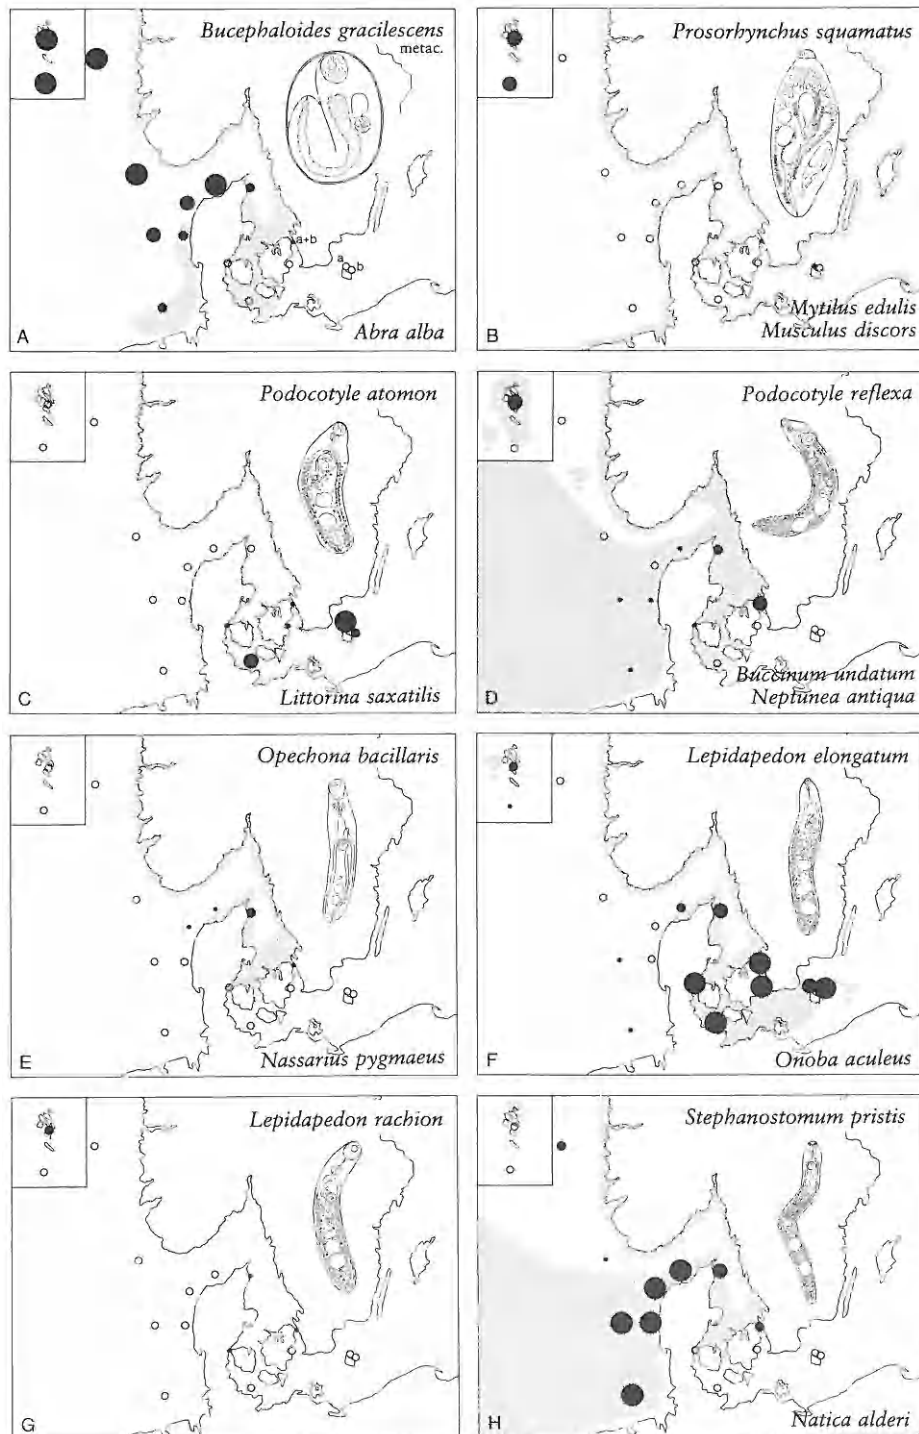 Bucephaloides gracilescens
metac.
a+b
a
b
A
Abra alba
Prosorhynchus squamatus
B
Mytilus edulis
Musculus discors
Podocotyle atomon
C
Littorina saxatilis
Podocotyle reflexa
D
Buccinum undatum
Neptunea antiqua
Opechona bacillaris
E
Nassarius pygmaeus
Lepidapedon elongatum
F
Onoba aculeus
Lepidapedon rachion
G
Stephanostomum pristis
H
Natica alderi